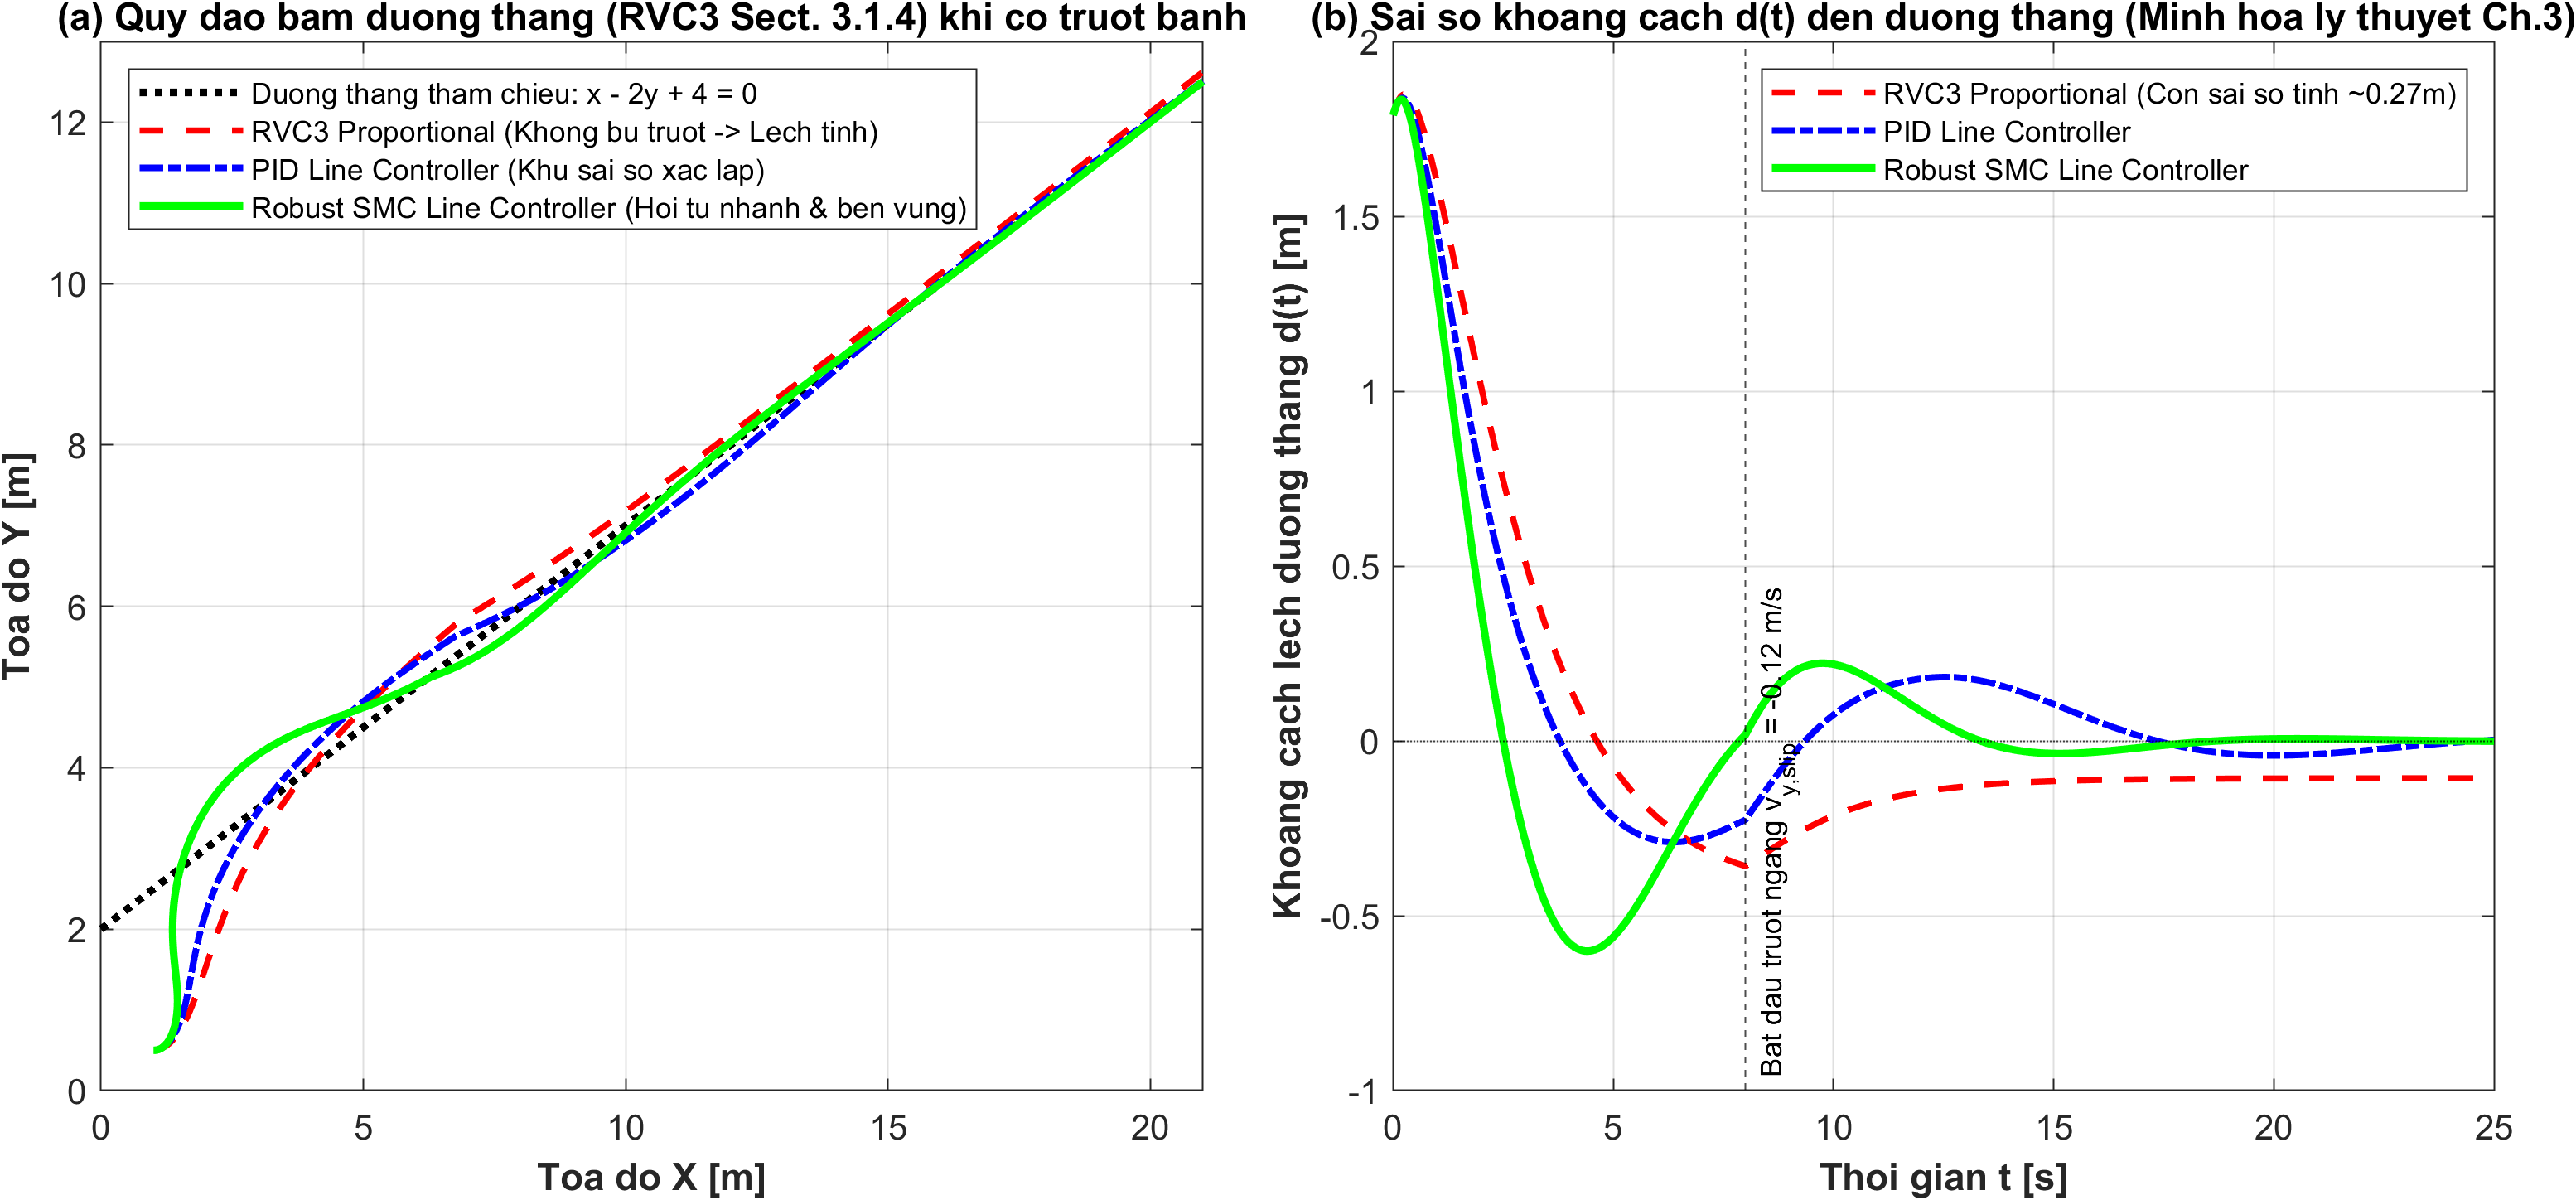 (a) Quy dao bam duong thang (RVC3 Sect. 3.1.4) khi co truot banh
Duong thang tham chieu: x - 2y + 4 = 0
RVC3 Proportional (Khong bu truot -> Lech tinh)
PID Line Controller (Khu sai so xac lap)
Robust SMC Line Controller (Hoi tu nhanh & ben vung)
Toa do Y [m]
12
10
8
6
4
2
0
0 5 10 15 20
Toa do X [m]
(b) Sai so khoang cach d(t) den duong thang (Minh hoa ly thuyet Ch.3)
RVC3 Proportional (Con sai so tinh ~0.27m)
PID Line Controller
Robust SMC Line Controller
Khoang cach lech duong thang d(t) [m]
2
1.5
1
0.5
0
-0.5
-1
Bat dau truot ngang v_y,slip = -0.12 m/s
0 5 10 15 20 25
Thoi gian t [s]